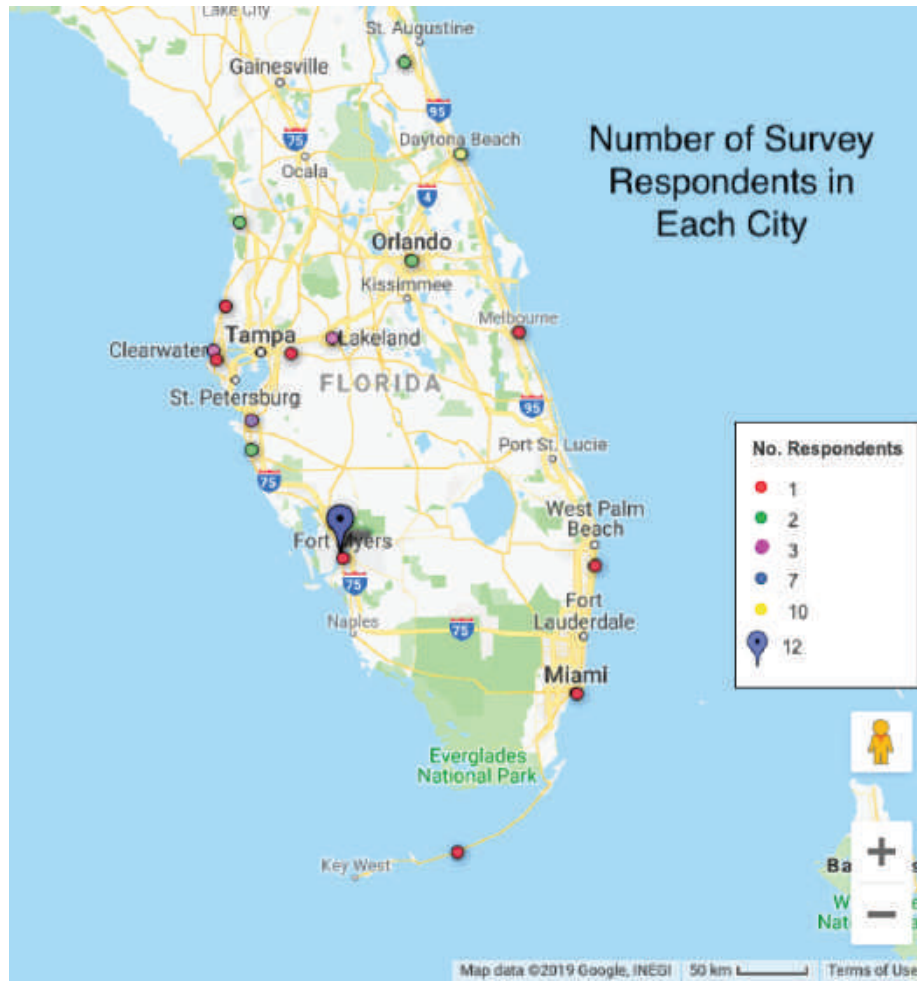 Lake City
St. Augustine
Gainesville
95
75
Daytona Beach
Ocala
4
Number of Survey
Respondents in
Each City
Orlando
Kissimmee
Melbourne
Tampa
Lakeland
Clearwater
FLORIDA
St. Petersburg
95
Port St. Lucie
75
No. Respondents
1
2
3
7
10
12
West Palm
Beach
Fort Myers
75
Fort
Lauderdale
Naples
75
Miami
Everglades
National Park
Key West
+
−
Map data ©2019 Google, INEGI
50 km
Terms of Use